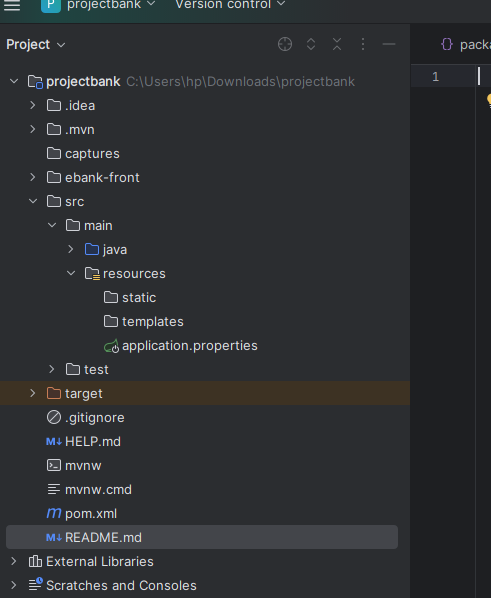 P projectbank Version control
Project
{} packa
projectbank C:\Users\hp\Downloads\projectbank
1
.idea
.mvn
captures
ebank-front
src
main
java
resources
static
templates
application.properties
test
target
.gitignore
M↓ HELP.md
mvnw
mvnw.cmd
m pom.xml
M↓ README.md
External Libraries
Scratches and Consoles